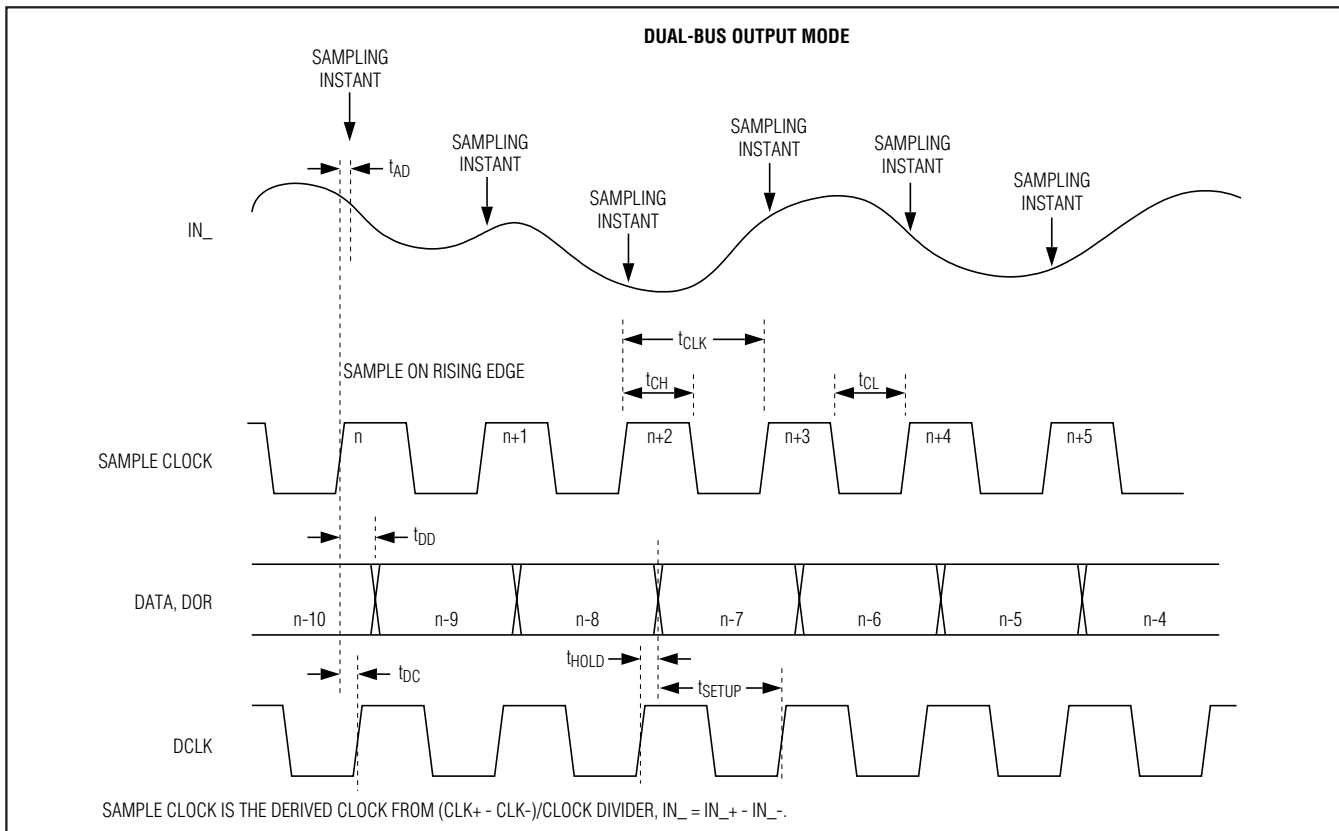 DUAL-BUS OUTPUT MODE
SAMPLING
INSTANT
SAMPLING
INSTANT
SAMPLING
INSTANT
SAMPLING
INSTANT
SAMPLING
INSTANT
SAMPLING
INSTANT
tAD
IN_
tCLK
SAMPLE ON RISING EDGE
tCH
tCL
SAMPLE CLOCK
n
n+1
n+2
n+3
n+4
n+5
tDD
DATA, DOR
n-10
n-9
n-8
n-7
n-6
n-5
n-4
tHOLD
tDC
tSETUP
DCLK
SAMPLE CLOCK IS THE DERIVED CLOCK FROM (CLK+ - CLK-)/CLOCK DIVIDER, IN_ = IN_+ - IN_-.